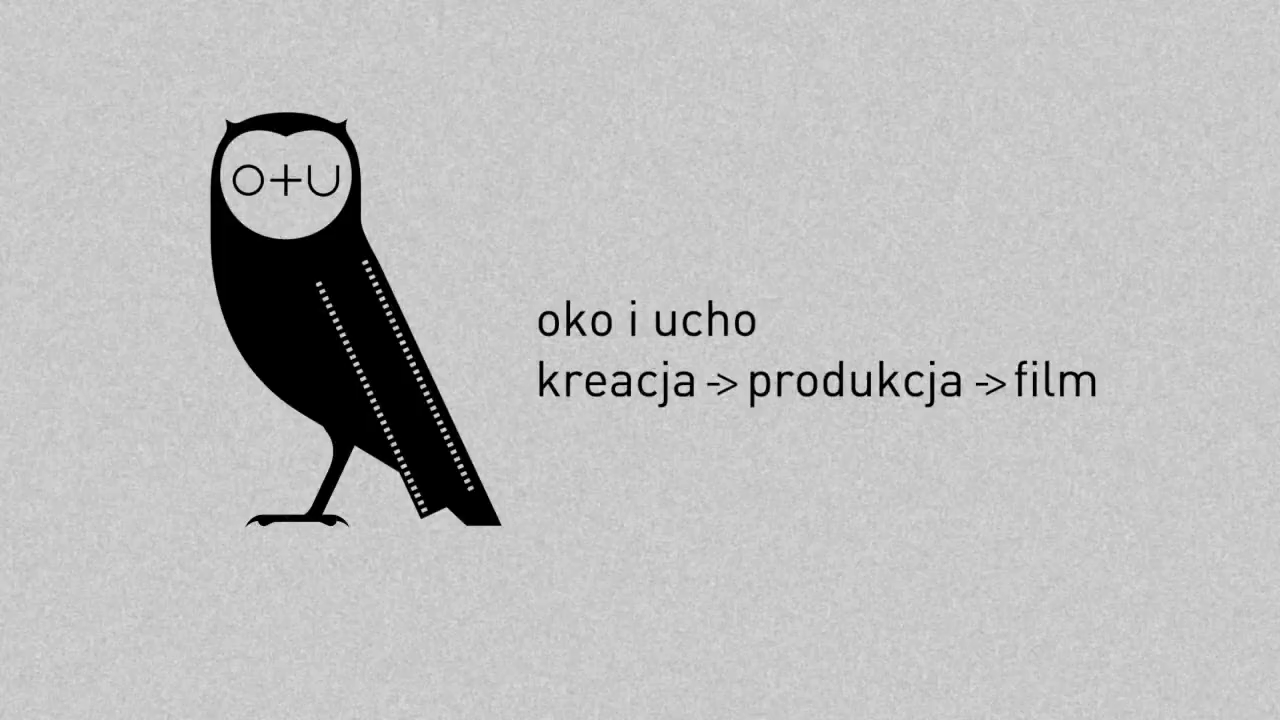 o+u
oko i ucho
kreacja -> produkcja -> film